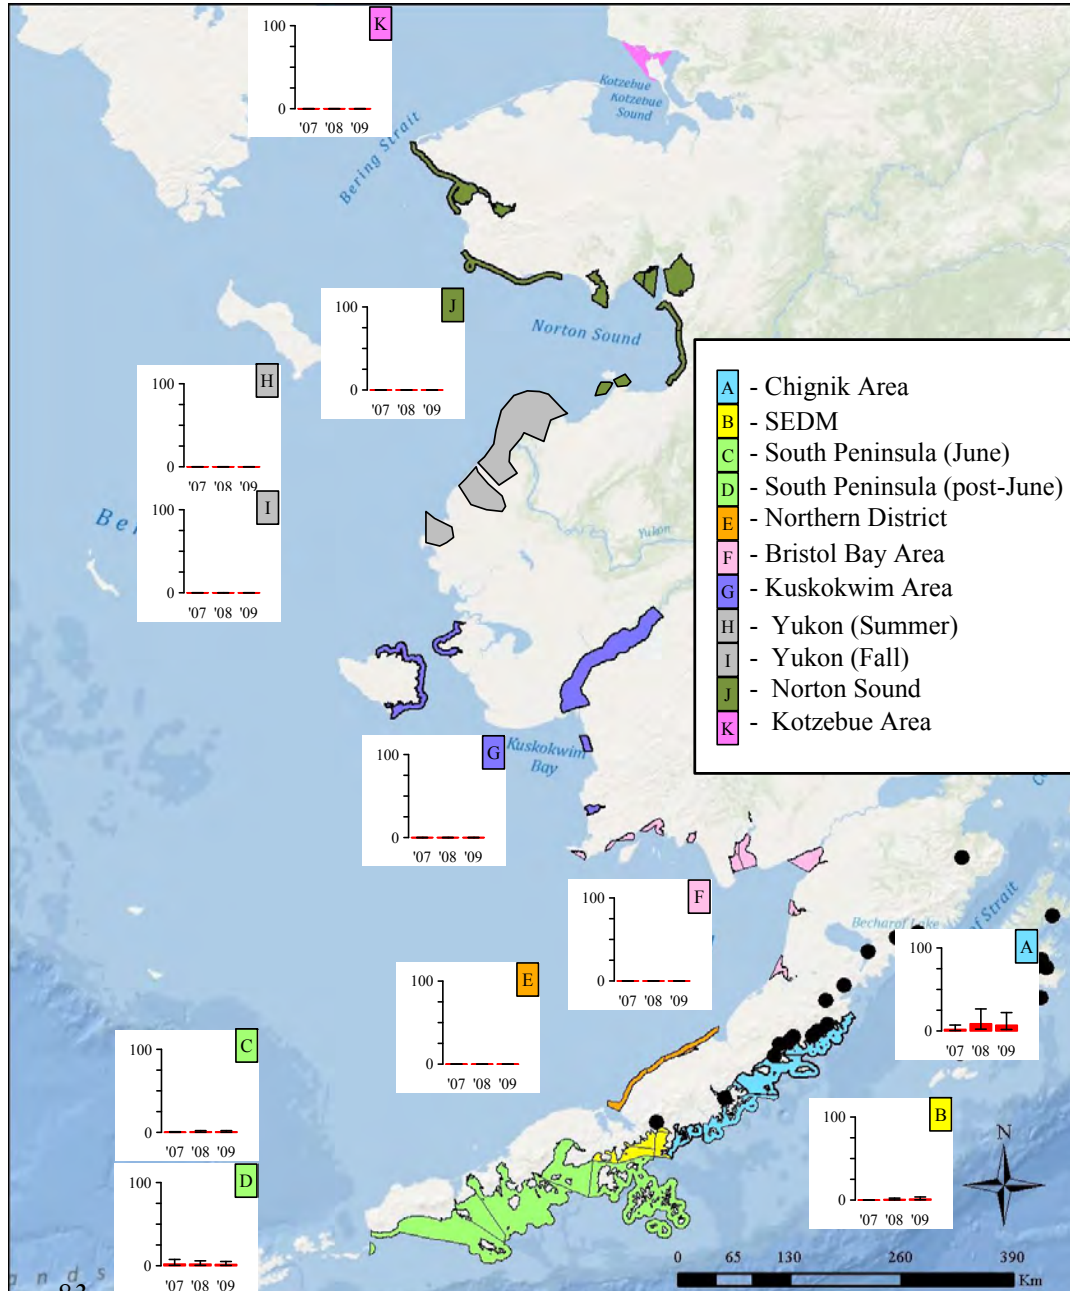 100
K
0
'07 '08 '09
Kotzebue
Kotzebue
Sound
Bering Strait
100
J
0
'07 '08 '09
Norton Sound
100
H
0
'07 '08 '09
100
I
0
'07 '08 '09
Ber
A - Chignik Area
B - SEDM
C - South Peninsula (June)
D - South Peninsula (post-June)
E - Northern District
F - Bristol Bay Area
G - Kuskokwim Area
H - Yukon (Summer)
I - Yukon (Fall)
J - Norton Sound
K - Kotzebue Area
Yukon
Kuskokwim
Bay
100
G
0
'07 '08 '09
100
F
0
'07 '08 '09
Becharof Lake
of Strait
100
A
0
'07 '08 '09
100
E
0
'07 '08 '09
100
C
0
'07 '08 '09
100
B
0
'07 '08 '09
100
D
0
'07 '08 '09
N
0 65 130 260 390
Km
ands